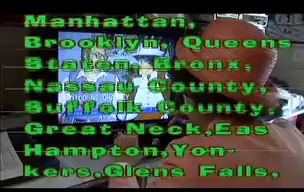 Manhattan,
Brooklyn, Queens
Staten, Bronx,
Nassau County,
Suffolk County,
Great Neck,Eas
Hampton,Yon-
kers,Glens Falls,